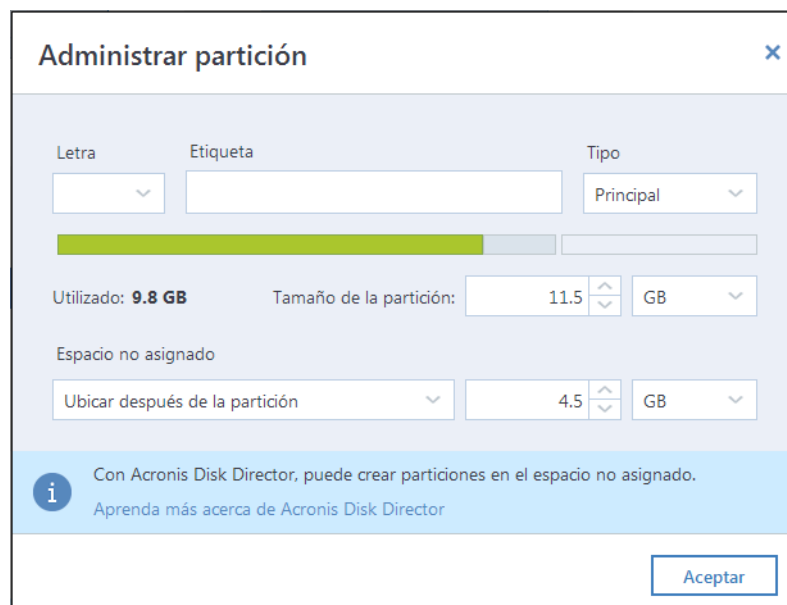 Administrar partición
Letra Etiqueta Tipo
Principal
Utilizado: 9.8 GB Tamaño de la partición: 11.5 GB
Espacio no asignado
Ubicar después de la partición 4.5 GB
Con Acronis Disk Director, puede crear particiones en el espacio no asignado.
Aprenda más acerca de Acronis Disk Director
Aceptar